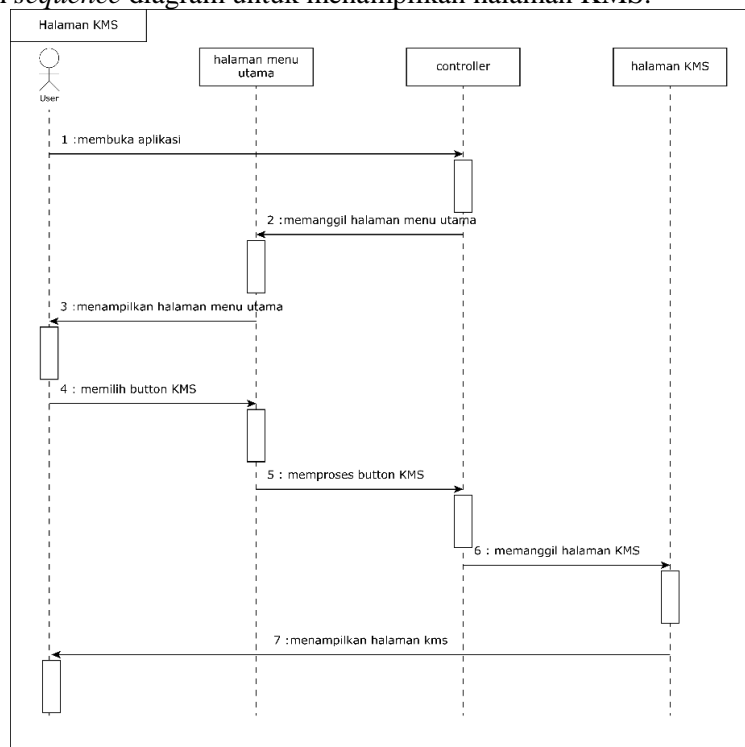 sequence diagram untuk menampilkan halaman KMS.
Halaman KMS
User
halaman menu
utama
controller
halaman KMS
1 :membuka aplikasi
2 :memanggil halaman menu utama
3 :menampilkan halaman menu utama
4 : memilih button KMS
5 : memproses button KMS
6 : memanggil halaman KMS
7 :menampilkan halaman kms